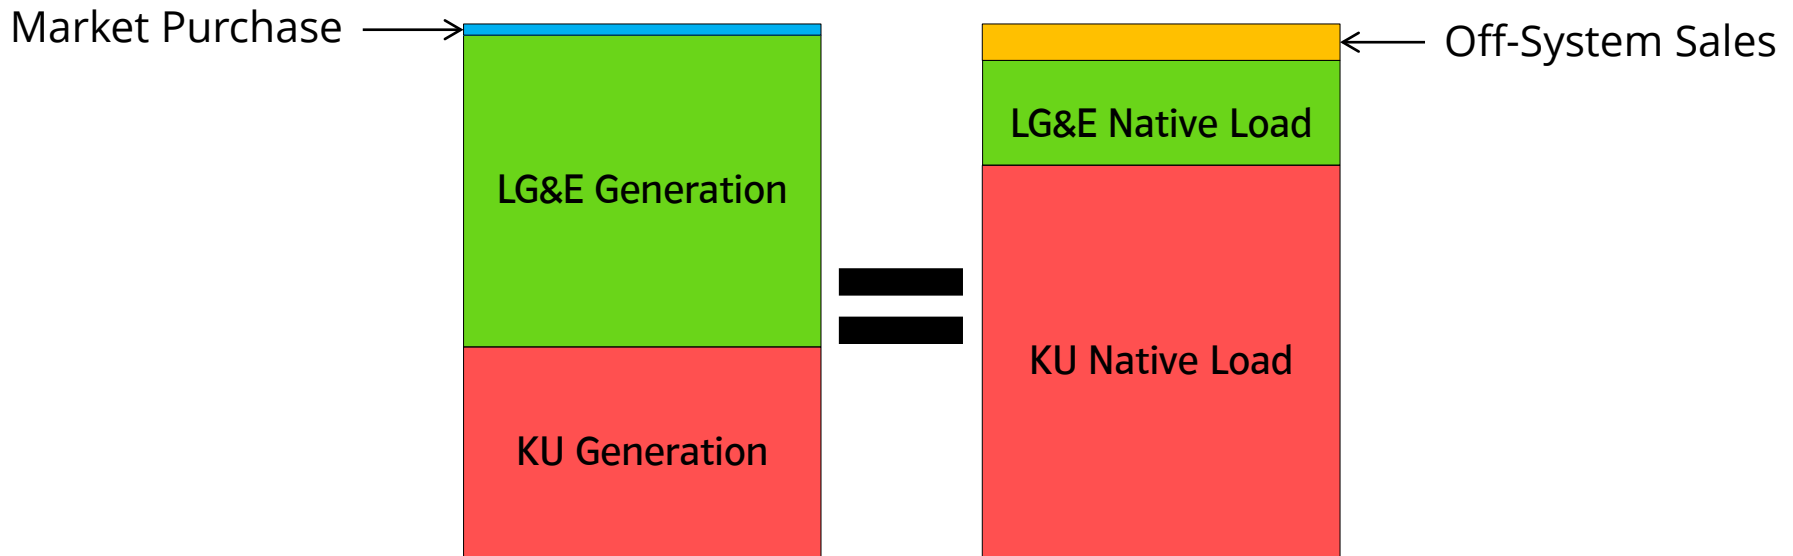 Market Purchase
Off-System Sales
LG&E Native Load
LG&E Generation
KU Native Load
KU Generation